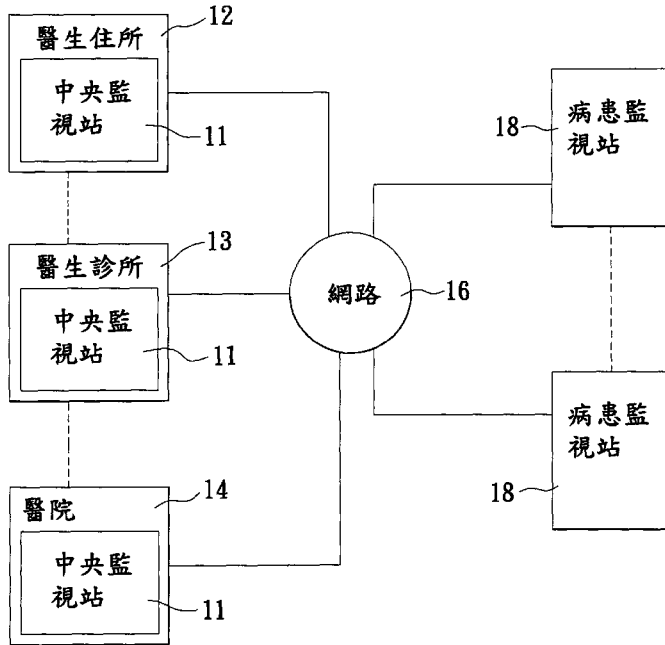 醫生住所
12
中央監
視站
11
醫生診所
13
中央監
視站
11
醫院
14
中央監
視站
11
網路
16
18
病患監
視站
病患監
視站
18